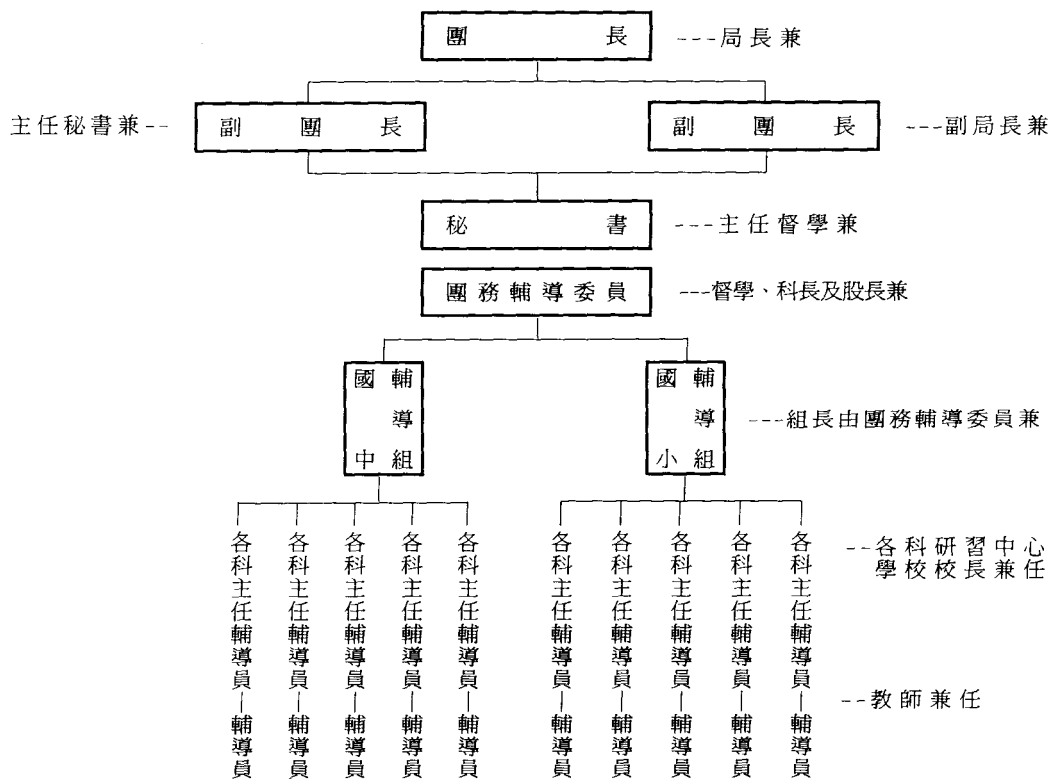 團長 ---局長兼
主任秘書兼-- 副團長 副團長 --副局長兼
秘書 ---主任督學兼
團務輔導委員 ---督學、科長及股長兼
國中輔導組 國小輔導組 ---組長由團務輔導委員兼
各科主任輔導員—輔導員
各科主任輔導員—輔導員
各科主任輔導員—輔導員
各科主任輔導員—輔導員
各科主任輔導員—輔導員
各科主任輔導員—輔導員
各科主任輔導員—輔導員
各科主任輔導員—輔導員
各科主任輔導員—輔導員
各科主任輔導員—輔導員
--各科研習中心
學校校長兼任
--教師兼任